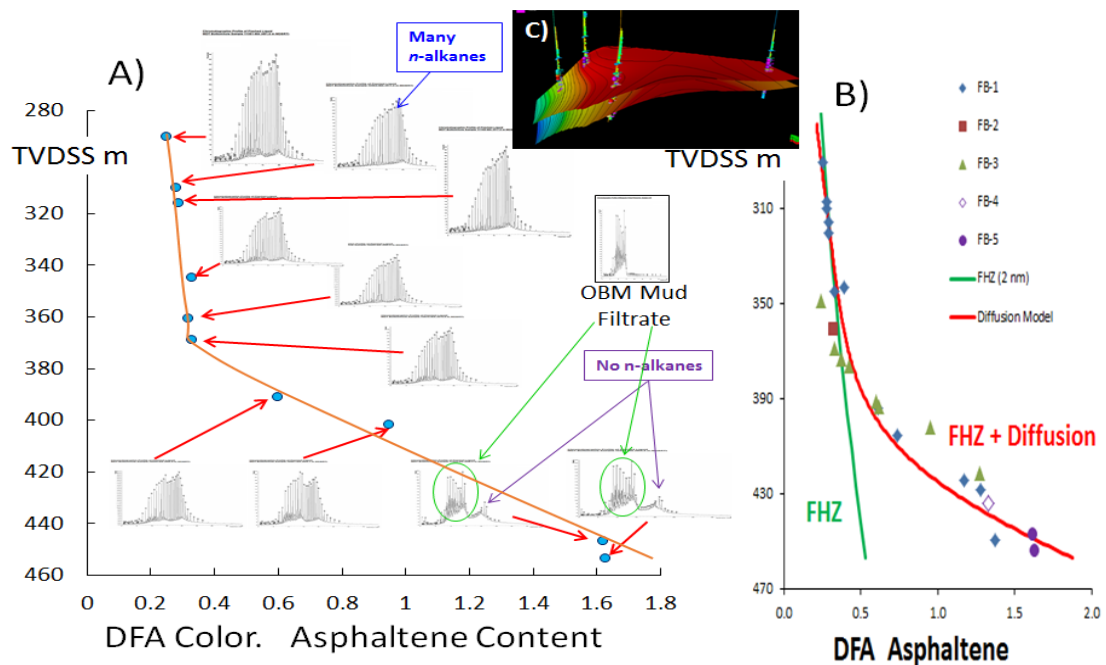 A)
Many
n-alkanes
C)
B)
280
TVDSS m
320
340
360
380
400
420
440
460
0
0.2
0.4
0.6
0.8
1
1.2
1.4
1.6
1.8
DFA Color. Asphaltene Content
OBM Mud
Filtrate
No n-alkanes
TVDSS m
310
350
390
430
470
0.0
0.5
1.0
1.5
2.0
DFA Asphaltene
FB-1
FB-2
FB-3
FB-4
FB-5
FHZ (2 nm)
Diffusion Model
FHZ + Diffusion
FHZ